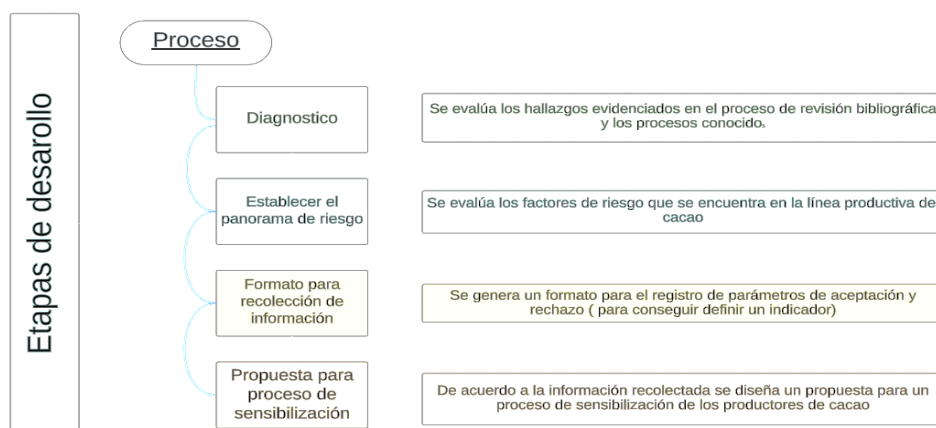 Etapas de desarollo
Proceso
Diagnostico
Se evalúa los hallazgos evidenciados en el proceso de revisión bibliográfica
y los procesos conocido.
Establecer el
panorama de riesgo
Se evalúa los factores de riesgo que se encuentra en la línea productiva de
cacao
Formato para
recolección de
información
Se genera un formato para el registro de parámetros de aceptación y
rechazo ( para conseguir definir un indicador)
Propuesta para
proceso de
sensibilización
De acuerdo a la información recolectada se diseña un propuesta para un
proceso de sensibilización de los productores de cacao